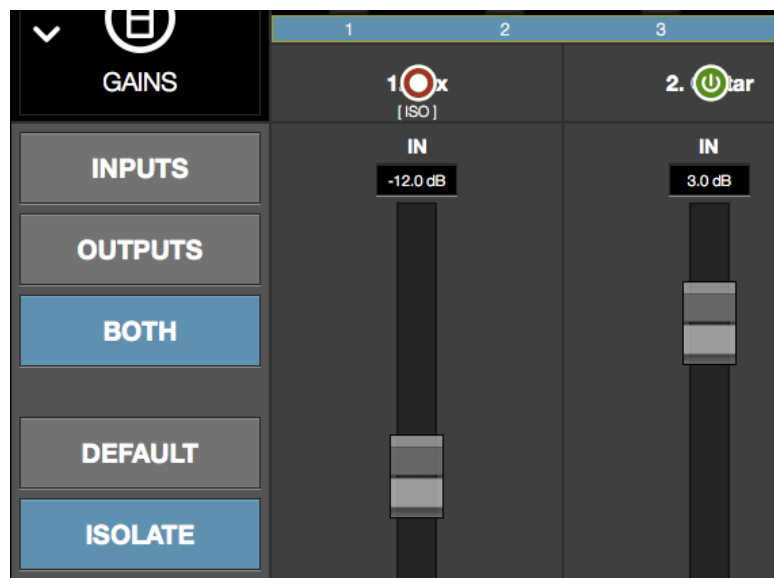 1 2 3
GAINS
1.
2.
[ ISO ]
IN IN
-12.0 dB 3.0 dB
INPUTS
OUTPUTS
BOTH
DEFAULT
ISOLATE